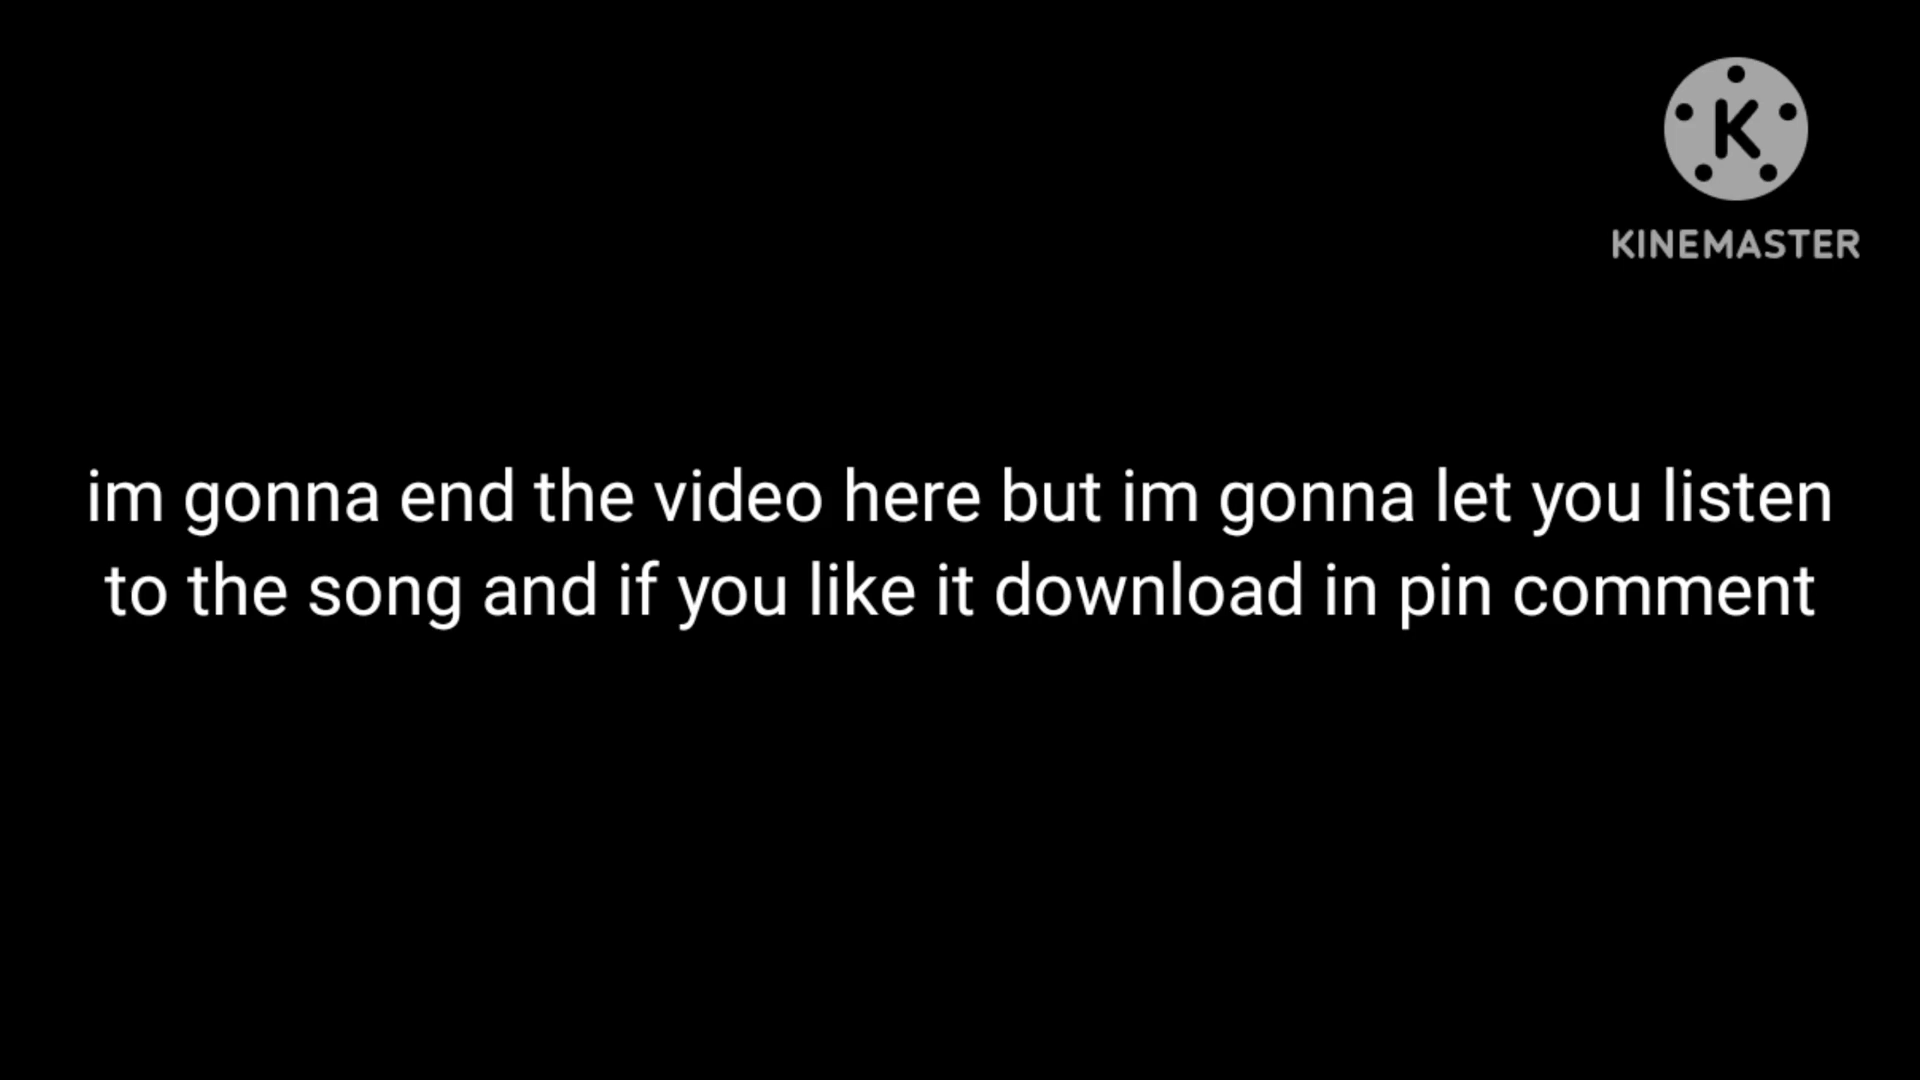 K
KINEMASTER
im gonna end the video here but im gonna let you listen
to the song and if you like it download in pin comment